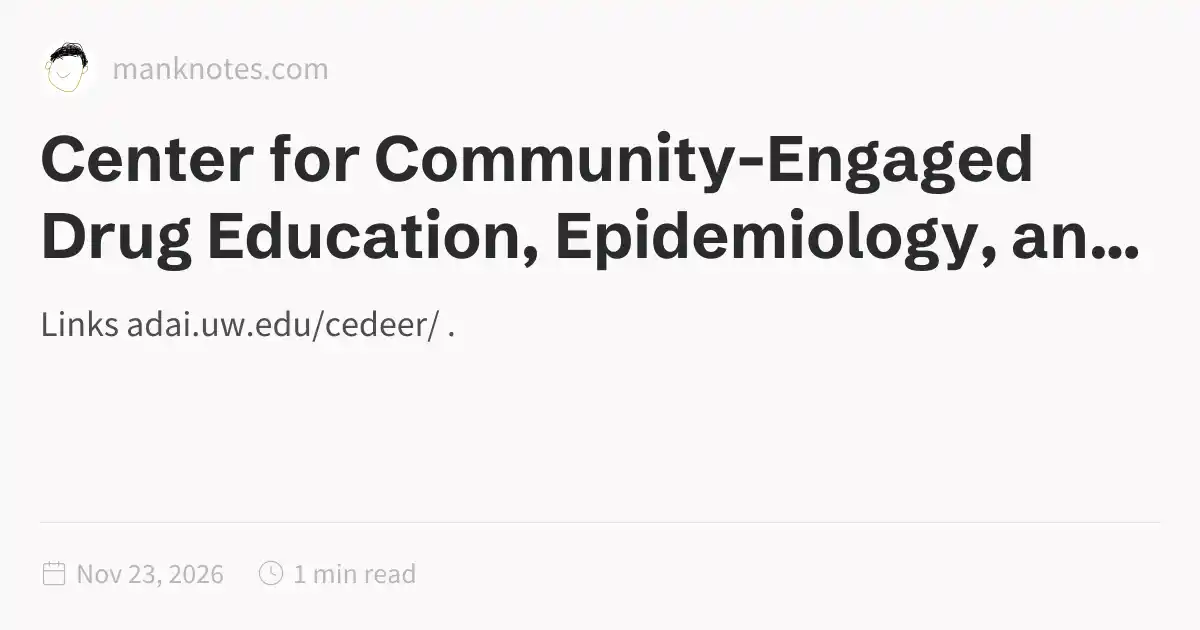 manknotes.com
Center for Community-Engaged
Drug Education, Epidemiology, an...
Links adai.uw.edu/cedeer/ .
Nov 23, 2026 1 min read